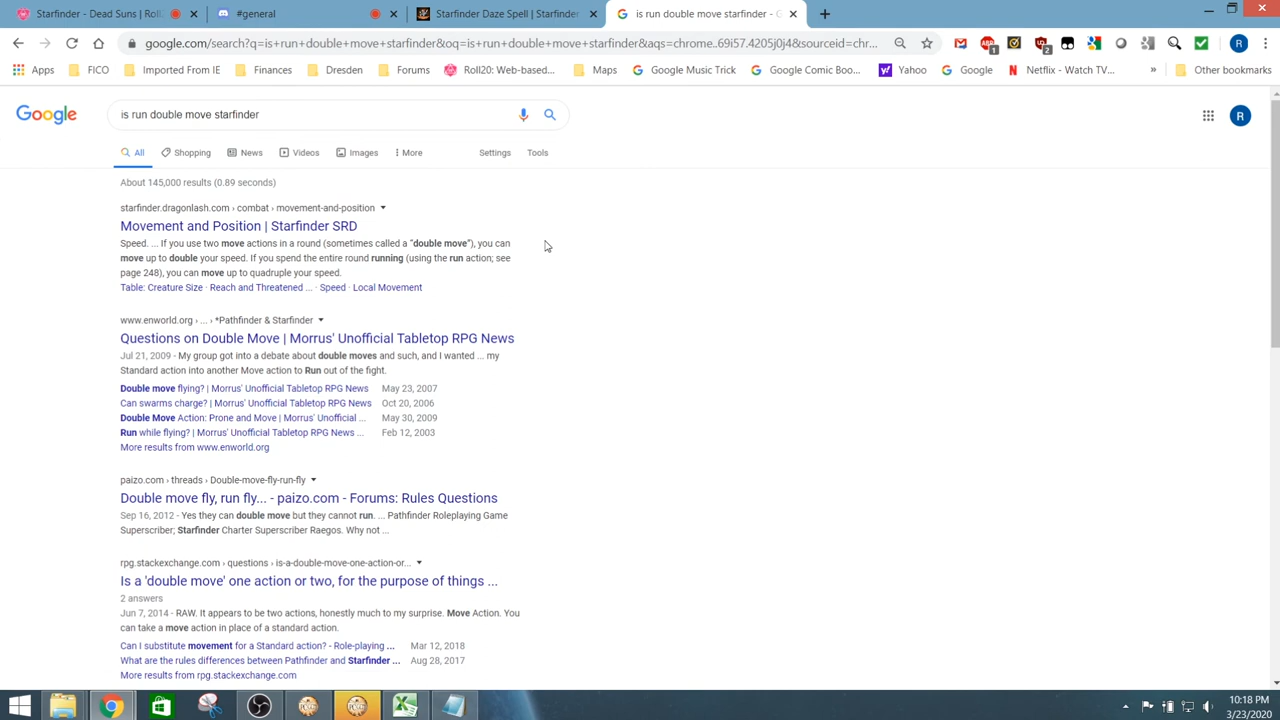 Starfinder - Dead Suns | Roll2
#general
Starfinder Daze Spell | Starfinder
is run double move starfinder - G
google.com/search?q=is+run+double+move+starfinder&oq=is+run+double+move+starfinder&aqs=chrome..69i57.4205j0j4&sourceid=chr...
Apps
FICO
Imported From IE
Finances
Dresden
Forums
Roll20: Web-based...
Maps
Google Music Trick
Google Comic Boo...
Yahoo
Google
Netflix - Watch TV...
»
Other bookmarks
Google
is run double move starfinder
R
All
Shopping
News
Videos
Images
More
Settings
Tools
About 145,000 results (0.89 seconds)
starfinder.dragonlash.com › combat › movement-and-position
Movement and Position | Starfinder SRD
Speed. ... If you use two move actions in a round (sometimes called a "double move"), you can
move up to double your speed. If you spend the entire round running (using the run action; see
page 248), you can move up to quadruple your speed.
Table: Creature Size · Reach and Threatened ... · Speed · Local Movement
www.enworld.org › ... › *Pathfinder & Starfinder
Questions on Double Move | Morrus' Unofficial Tabletop RPG News
Jul 21, 2009 - My group got into a debate about double moves and such, and I wanted ... my
Standard action into another Move action to Run out of the fight.
Double move flying? | Morrus' Unofficial Tabletop RPG News May 23, 2007
Can swarms charge? | Morrus' Unofficial Tabletop RPG News Oct 20, 2006
Double Move Action: Prone and Move | Morrus' Unofficial ... May 30, 2009
Run while flying? | Morrus' Unofficial Tabletop RPG News ... Feb 12, 2003
More results from www.enworld.org
paizo.com › threads › Double-move-fly-run-fly
Double move fly, run fly... - paizo.com - Forums: Rules Questions
Sep 16, 2012 - Yes they can double move but they cannot run. ... Pathfinder Roleplaying Game
Superscriber; Starfinder Charter Superscriber Raegos. Why not ...
rpg.stackexchange.com › questions › is-a-double-move-one-action-or...
Is a 'double move' one action or two, for the purpose of things ...
2 answers
Jun 7, 2014 - RAW. It appears to be two actions, honestly much to my surprise. Move Action. You
can take a move action in place of a standard action.
Can I substitute movement for a Standard action? - Role-playing ... Mar 12, 2018
What are the rules differences between Pathfinder and Starfinder ... Aug 28, 2017
More results from rpg.stackexchange.com
10:18 PM
3/23/2020